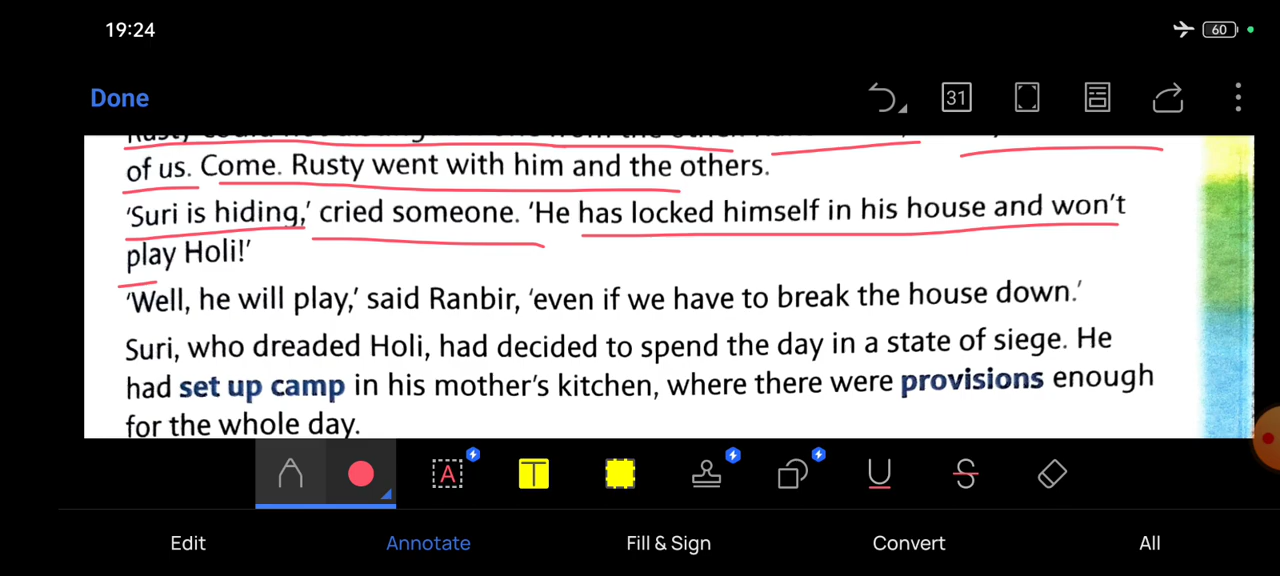 19:24
60
Done
31
of us. Come. Rusty went with him and the others.
'Suri is hiding,' cried someone. 'He has locked himself in his house and won't
play Holi!'
'Well, he will play,' said Ranbir, 'even if we have to break the house down.'
Suri, who dreaded Holi, had decided to spend the day in a state of siege. He
had set up camp in his mother's kitchen, where there were provisions enough
for the whole day.
A
T
U
S
Edit
Annotate
Fill & Sign
Convert
All